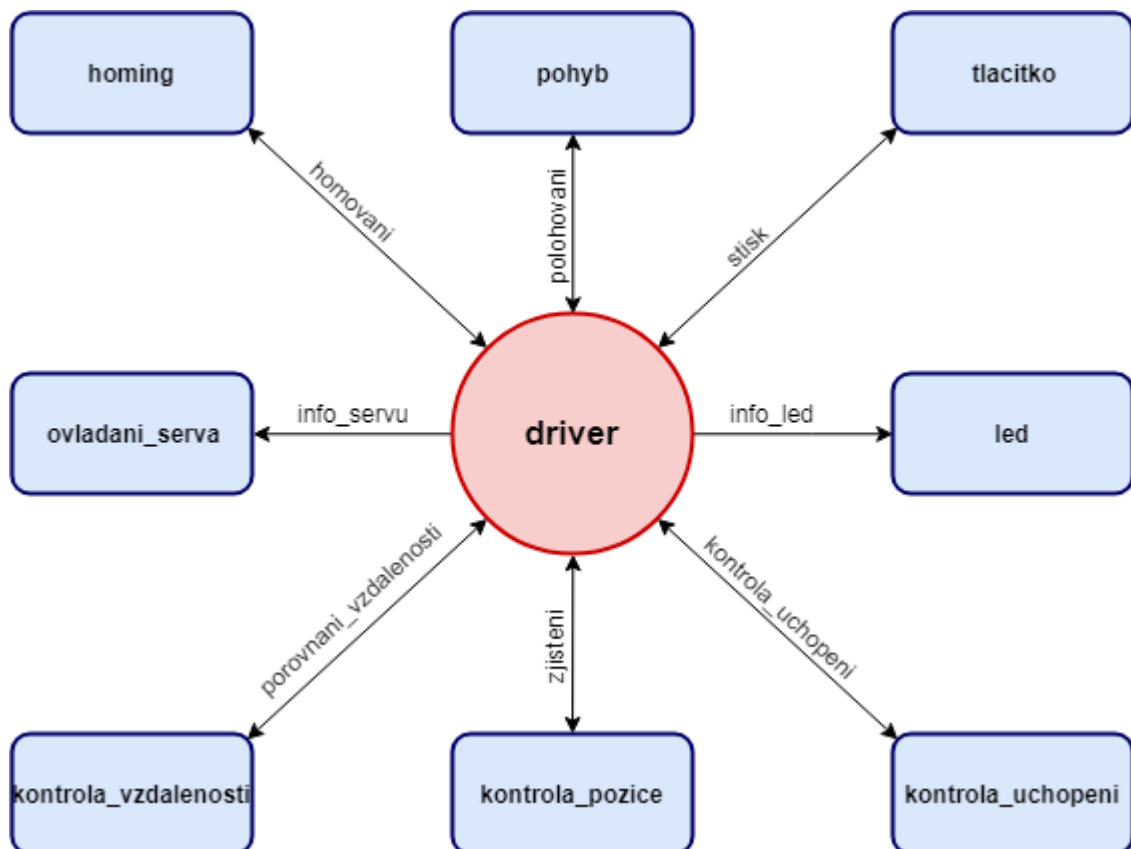 homing
pohyb
tlacitko
homovani
polohovani
stisk
ovladani_serva
info_servu
driver
info_led
led
porovnani_vzdalenosti
zjisteni
kontrola_uchopeni
kontrola_vzdalenosti
kontrola_pozice
kontrola_uchopeni